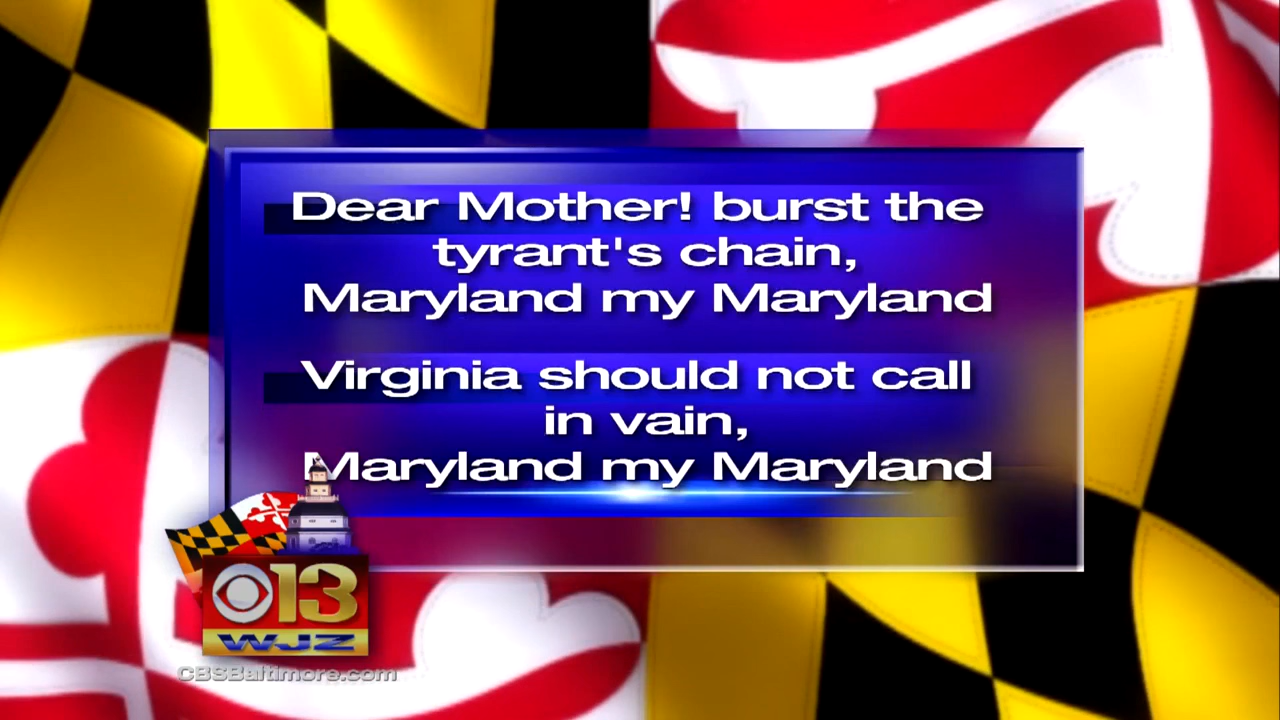 Dear Mother! burst the
tyrant's chain,
Maryland my Maryland
Virginia should not call
in vain,
Maryland my Maryland
13
WJZ
CBSBaltimore.com